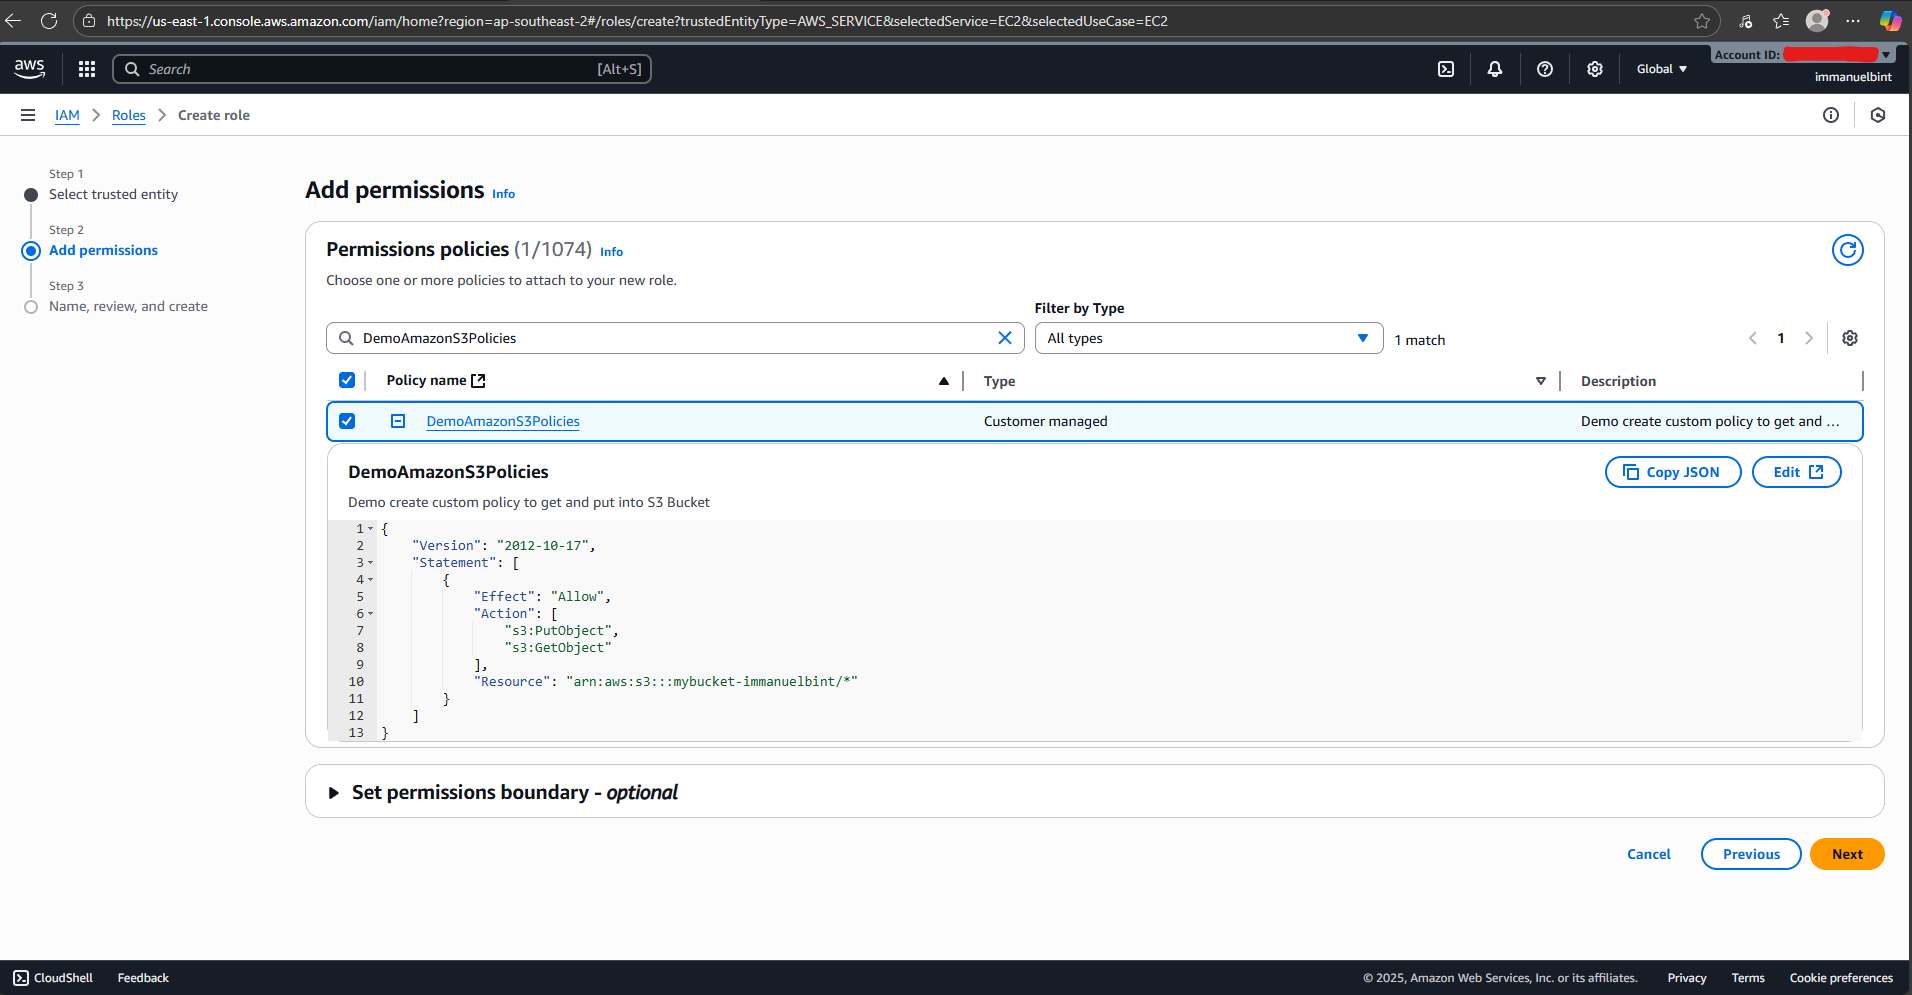 https://us-east-1.console.aws.amazon.com/iam/home?region=ap-southeast-2#/roles/create?trustedEntityType=AWS_SERVICE&selectedService=EC2&selectedUseCase=EC2
aws
Search
[Alt+S]
Global
Account ID:
immanuelbint
IAM
Roles
Create role
Step 1
Select trusted entity
Step 2
Add permissions
Step 3
Name, review, and create
Add permissions Info
Permissions policies (1/1074) Info
Choose one or more policies to attach to your new role.
Filter by Type
DemoAmazonS3Policies
All types
1 match
1
Policy name
Type
Description
DemoAmazonS3Policies
Customer managed
Demo create custom policy to get and ...
DemoAmazonS3Policies
Copy JSON
Edit
Demo create custom policy to get and put into S3 Bucket
1 {
2 "Version": "2012-10-17",
3 "Statement": [
4 {
5 "Effect": "Allow",
6 "Action": [
7 "s3:PutObject",
8 "s3:GetObject"
9 ],
10 "Resource": "arn:aws:s3:::mybucket-immanuelbint/*"
11 }
12 ]
13 }
Set permissions boundary - optional
Cancel
Previous
Next
CloudShell
Feedback
© 2025, Amazon Web Services, Inc. or its affiliates.
Privacy
Terms
Cookie preferences